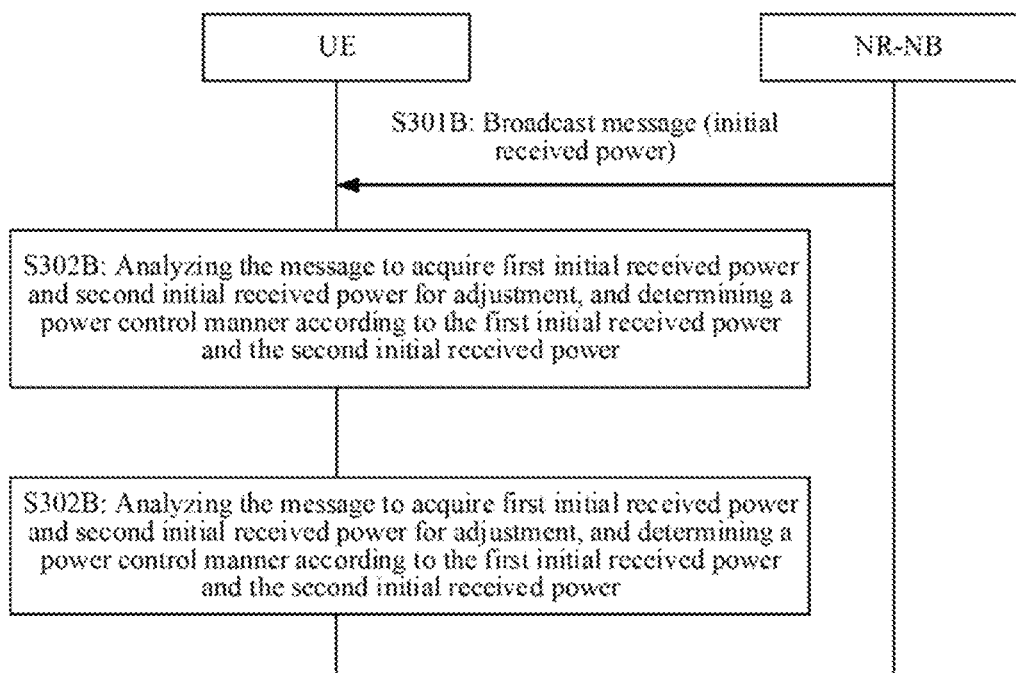 UE
NR-NB
S301B: Broadcast message (initial
received power)
S302B: Analyzing the message to acquire first initial received power
and second initial received power for adjustment, and determining a
power control manner according to the first initial received power
and the second initial received power
S302B: Analyzing the message to acquire first initial received power
and second initial received power for adjustment, and determining a
power control manner according to the first initial received power
and the second initial received power